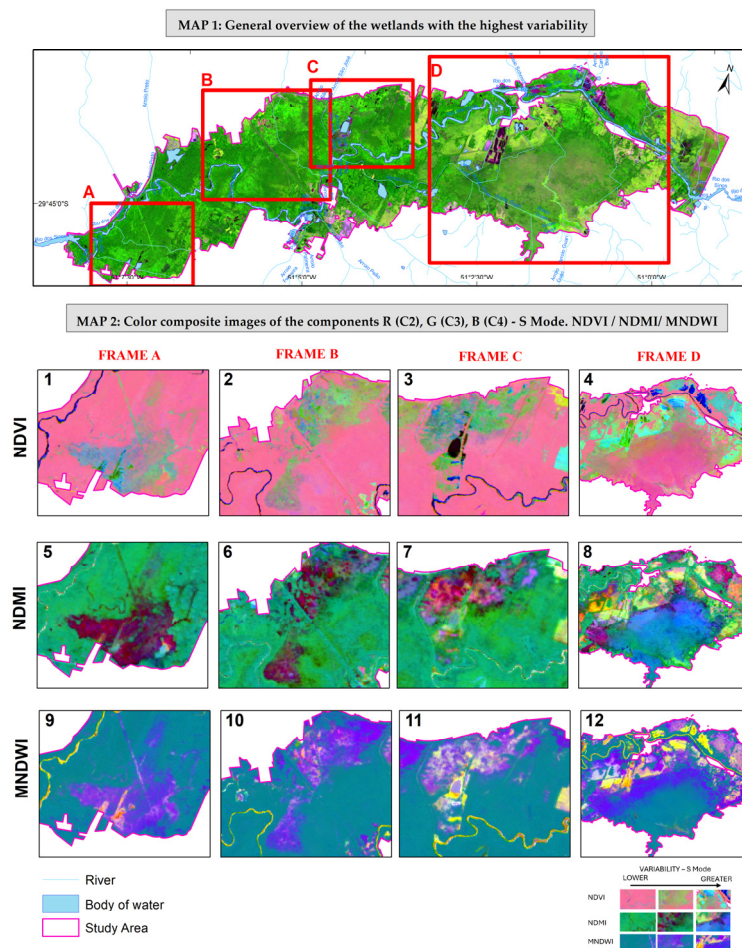 MAP 1: General overview of the wetlands with the highest variability
A
B
C
D
N
29°45'0"S
51°5'0"W
51°2'30"W
51°0'0"W
MAP 2: Color composite images of the components R (C2), G (C3), B (C4) - S Mode. NDVI / NDMI/ MNDWI
FRAME A
FRAME B
FRAME C
FRAME D
NDVI
1
2
3
4
NDMI
5
6
7
8
MNDWI
9
10
11
12
River
Body of water
Study Area
VARIABILITY – S Mode
LOWER
GREATER
NDVI
NDMI
MNDWI